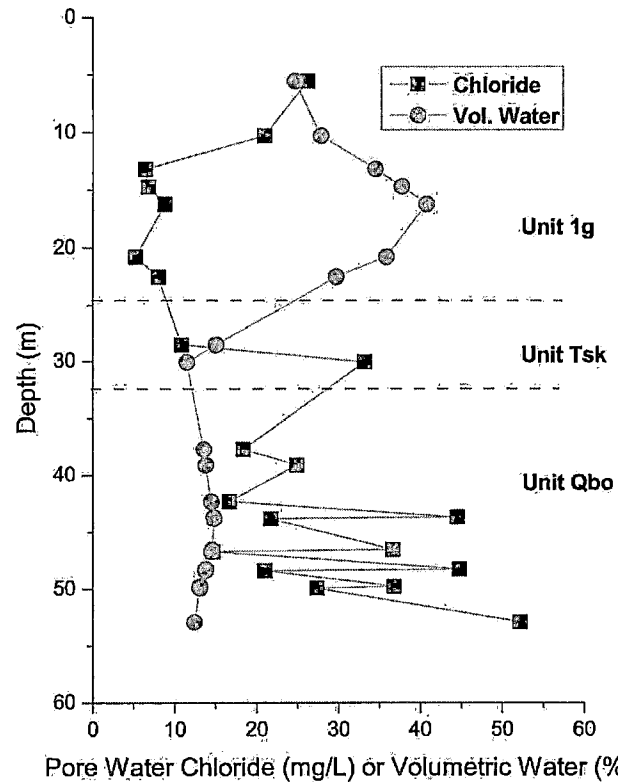 0
10
20
30
40
50
60
Depth (m)
Chloride
Vol. Water
Unit 1g
Unit Tsk
Unit Qbo
0 10 20 30 40 50 60
Pore Water Chloride (mg/L) or Volumetric Water (%